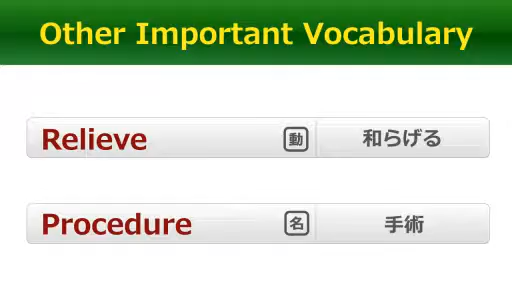 Other Important Vocabulary
Relieve 動 和らげる
Procedure 名 手術